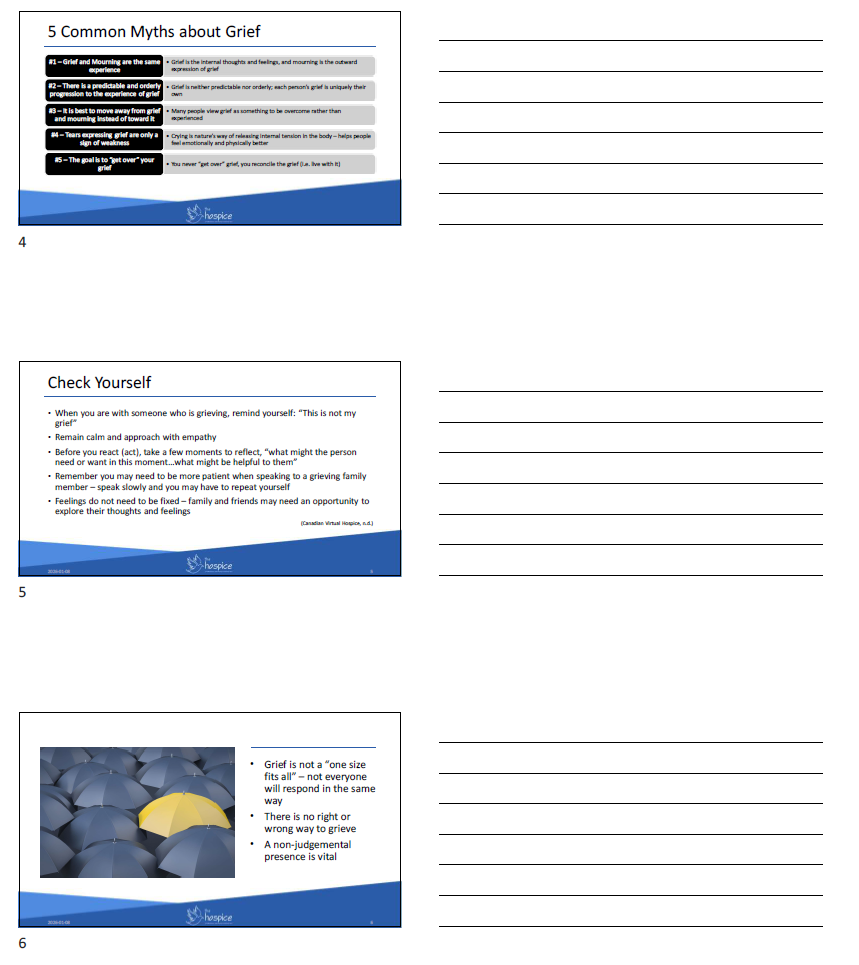 5 Common Myths about Grief
#1 – Grief and Mourning are the same
experience
• Grief is the internal thoughts and feelings, and mourning is the outward
expression of grief
#2 – There is a predictable and orderly
progression to the experience of grief
• Grief is neither predictable nor orderly; each person's grief is uniquely their
own
#3 – It is best to move away from grief
and mourning instead of toward it
• Many people view grief as something to be overcome rather than
experienced
#4 – Tears expressing grief are only a
sign of weakness
• Crying is nature's way of releasing internal tension in the body – helps people
feel emotionally and physically better
#5 – The goal is to "get over" your
grief
• You never "get over" grief, you reconcile the grief (i.e. live with it)
hospice
4
Check Yourself
• When you are with someone who is grieving, remind yourself: "This is not my
grief"
• Remain calm and approach with empathy
• Before you react (act), take a few moments to reflect, "what might the person
need or want in this moment…what might be helpful to them"
• Remember you may need to be more patient when speaking to a grieving family
member – speak slowly and you may have to repeat yourself
• Feelings do not need to be fixed – family and friends may need an opportunity to
explore their thoughts and feelings
(Canadian Virtual Hospice, n.d.)
hospice
5
• Grief is not a "one size
fits all" – not everyone
will respond in the same
way
• There is no right or
wrong way to grieve
• A non-judgemental
presence is vital
hospice
6